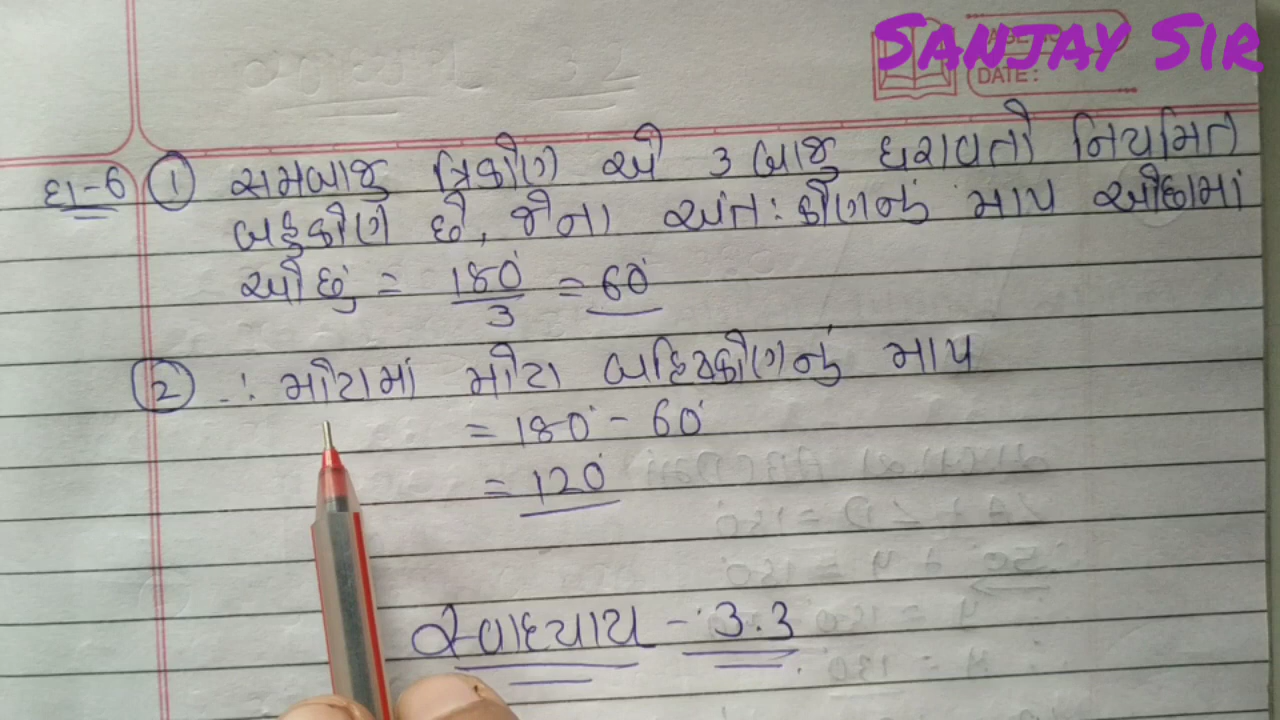 SANJAY SIR
DATE :
દા-6 ① સમબાજુ ત્રિકોણ એ 3 બાજુ ધરાવતો નિયમિત
બહુકોણ છે, જેના અંતઃકોણનું માપ ઓછામાં
ઓછું = 180° / 3 = 60°
② ∴ મોટામાં મોટા બહિષ્કોણનું માપ
= 180° - 60°
= 120°
સ્વાધ્યાય - 3.3